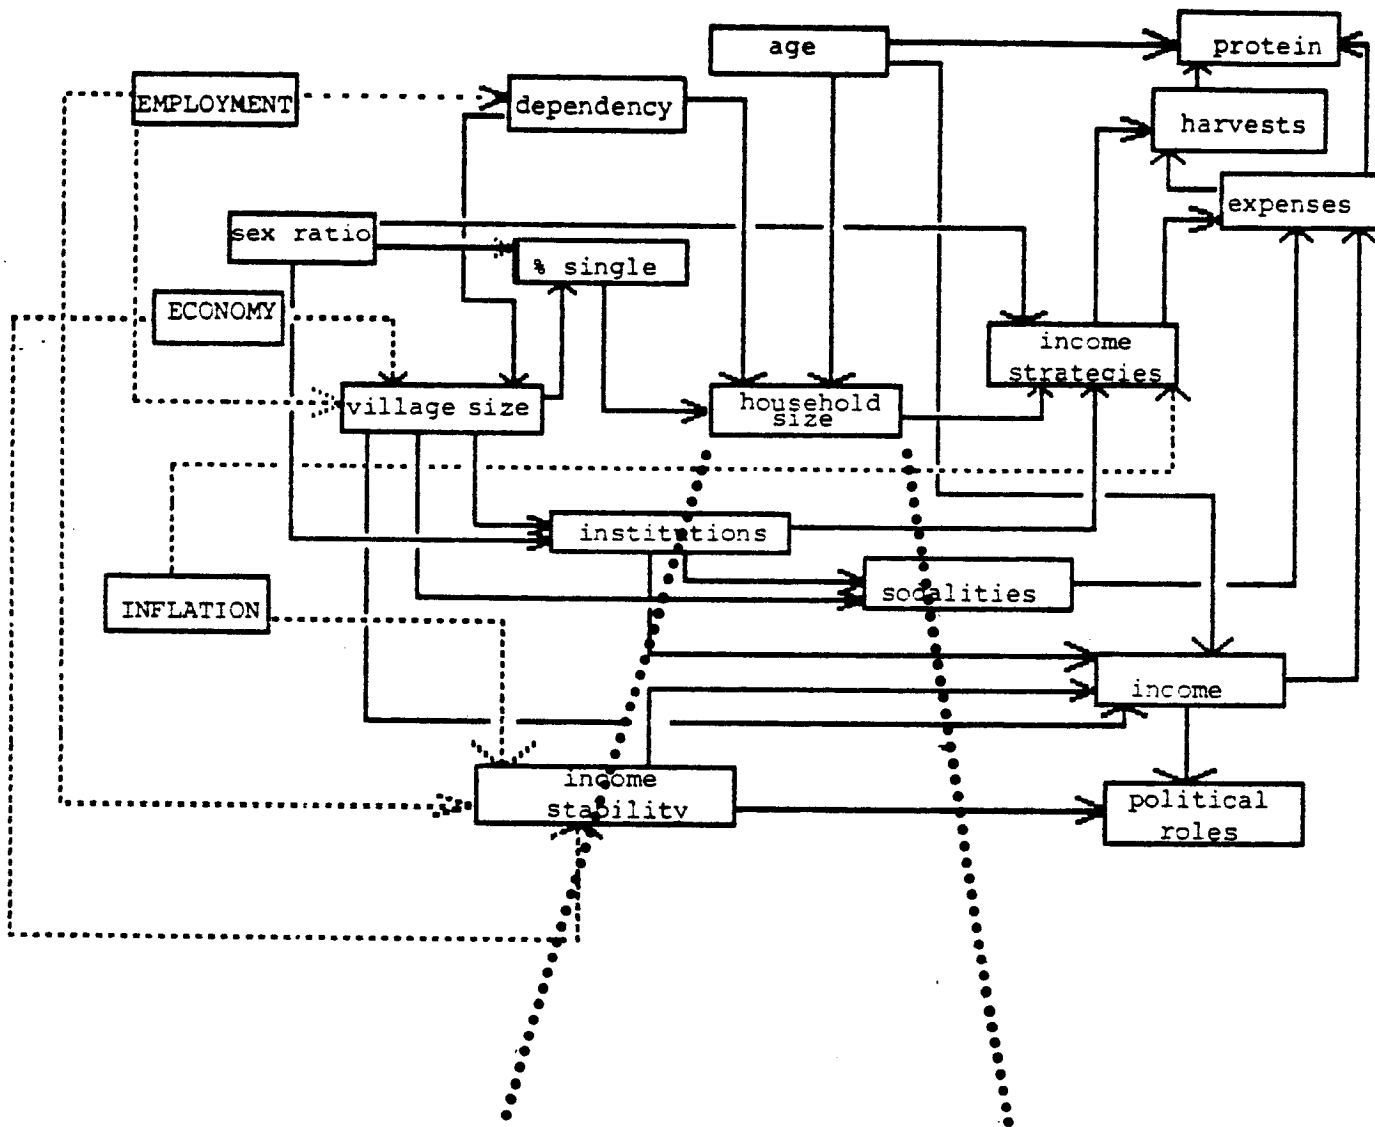 age
protein
EMPLOYMENT
dependency
harvests
expenses
sex ratio
% single
ECONOMY
income
strategies
village size
household
size
institutions
sodalities
INFLATION
income
income
stability
political
roles